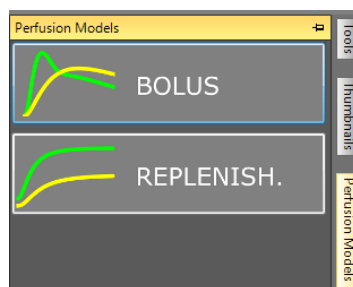 Perfusion Models
BOLUS
REPLENISH.
Tools
Thumbnails
Perfusion Models